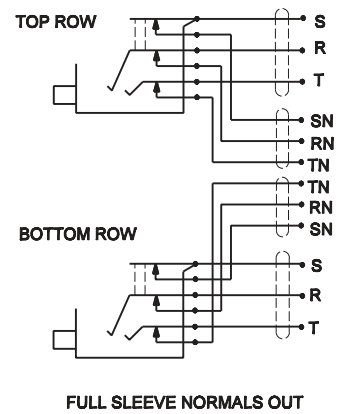 TOP ROW
S
R
T
SN
RN
TN
TN
RN
SN
BOTTOM ROW
S
R
T
FULL SLEEVE NORMALS OUT